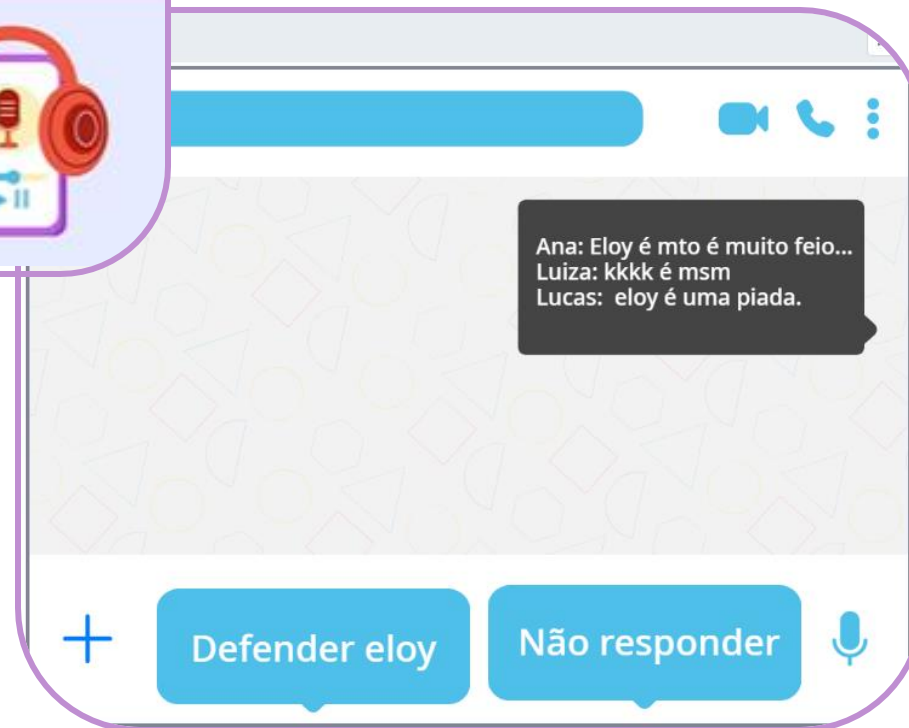 Ana: Eloy é mto é muito feio...
Luiza: kkkk é msm
Lucas: eloy é uma piada.
Defender eloy
Não responder